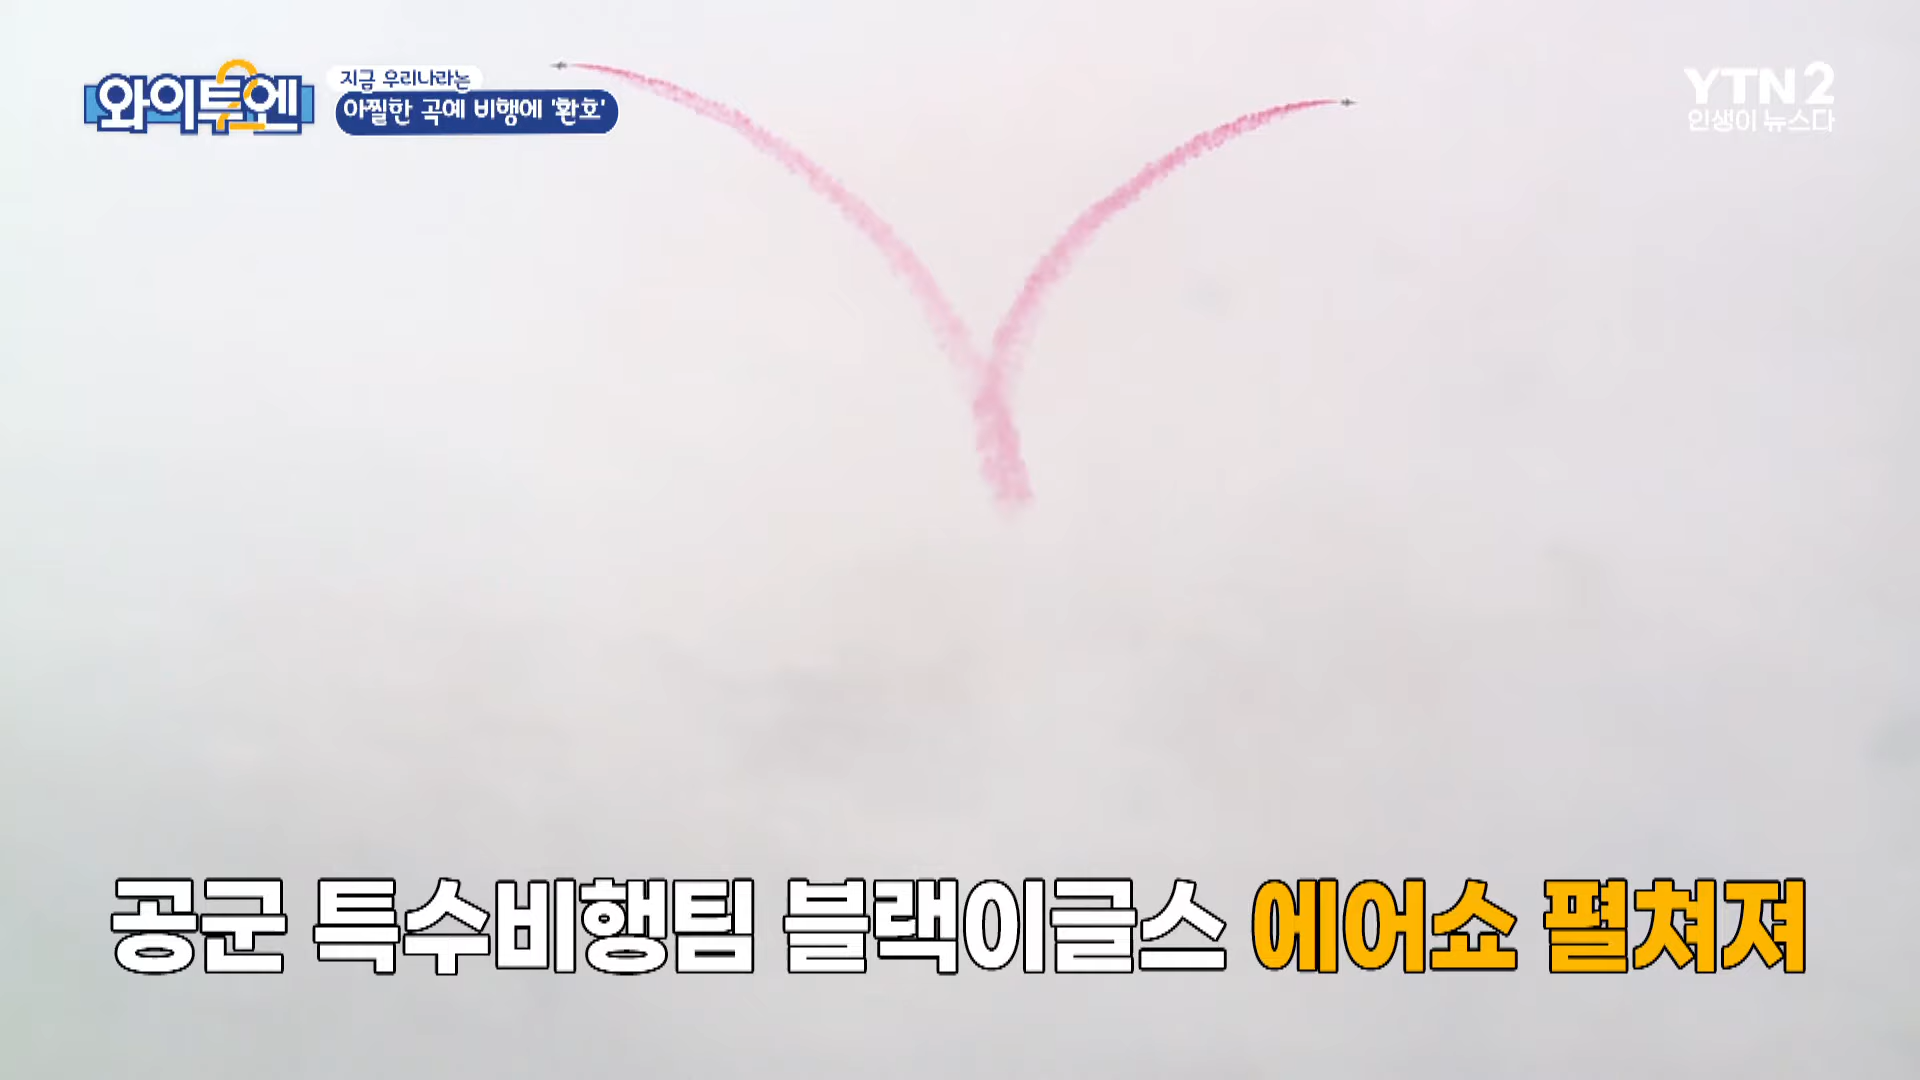 와이투엔
지금 우리나라는
아찔한 곡예 비행에 '환호'
YTN2
인생이 뉴스다
공군 특수비행팀 블랙이글스 에어쇼 펼쳐져